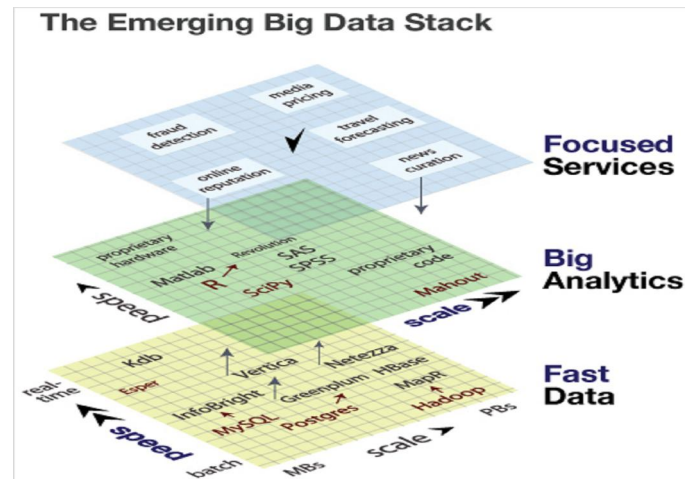 The Emerging Big Data Stack
media
pricing
fraud
detection
travel
forecasting
online
reputation
news
curation
Focused
Services
proprietary
hardware
Revolution
Matlab
R
SAS
SPSS
SciPy
proprietary
code
Mahout
speed
scale
Big
Analytics
Kdb
Esper
Vertica
Netezza
InfoBright
Greenplum
HBase
MySQL
Postgres
MapR
Hadoop
real-
time
speed
batch
MBs
scale
PBs
Fast
Data